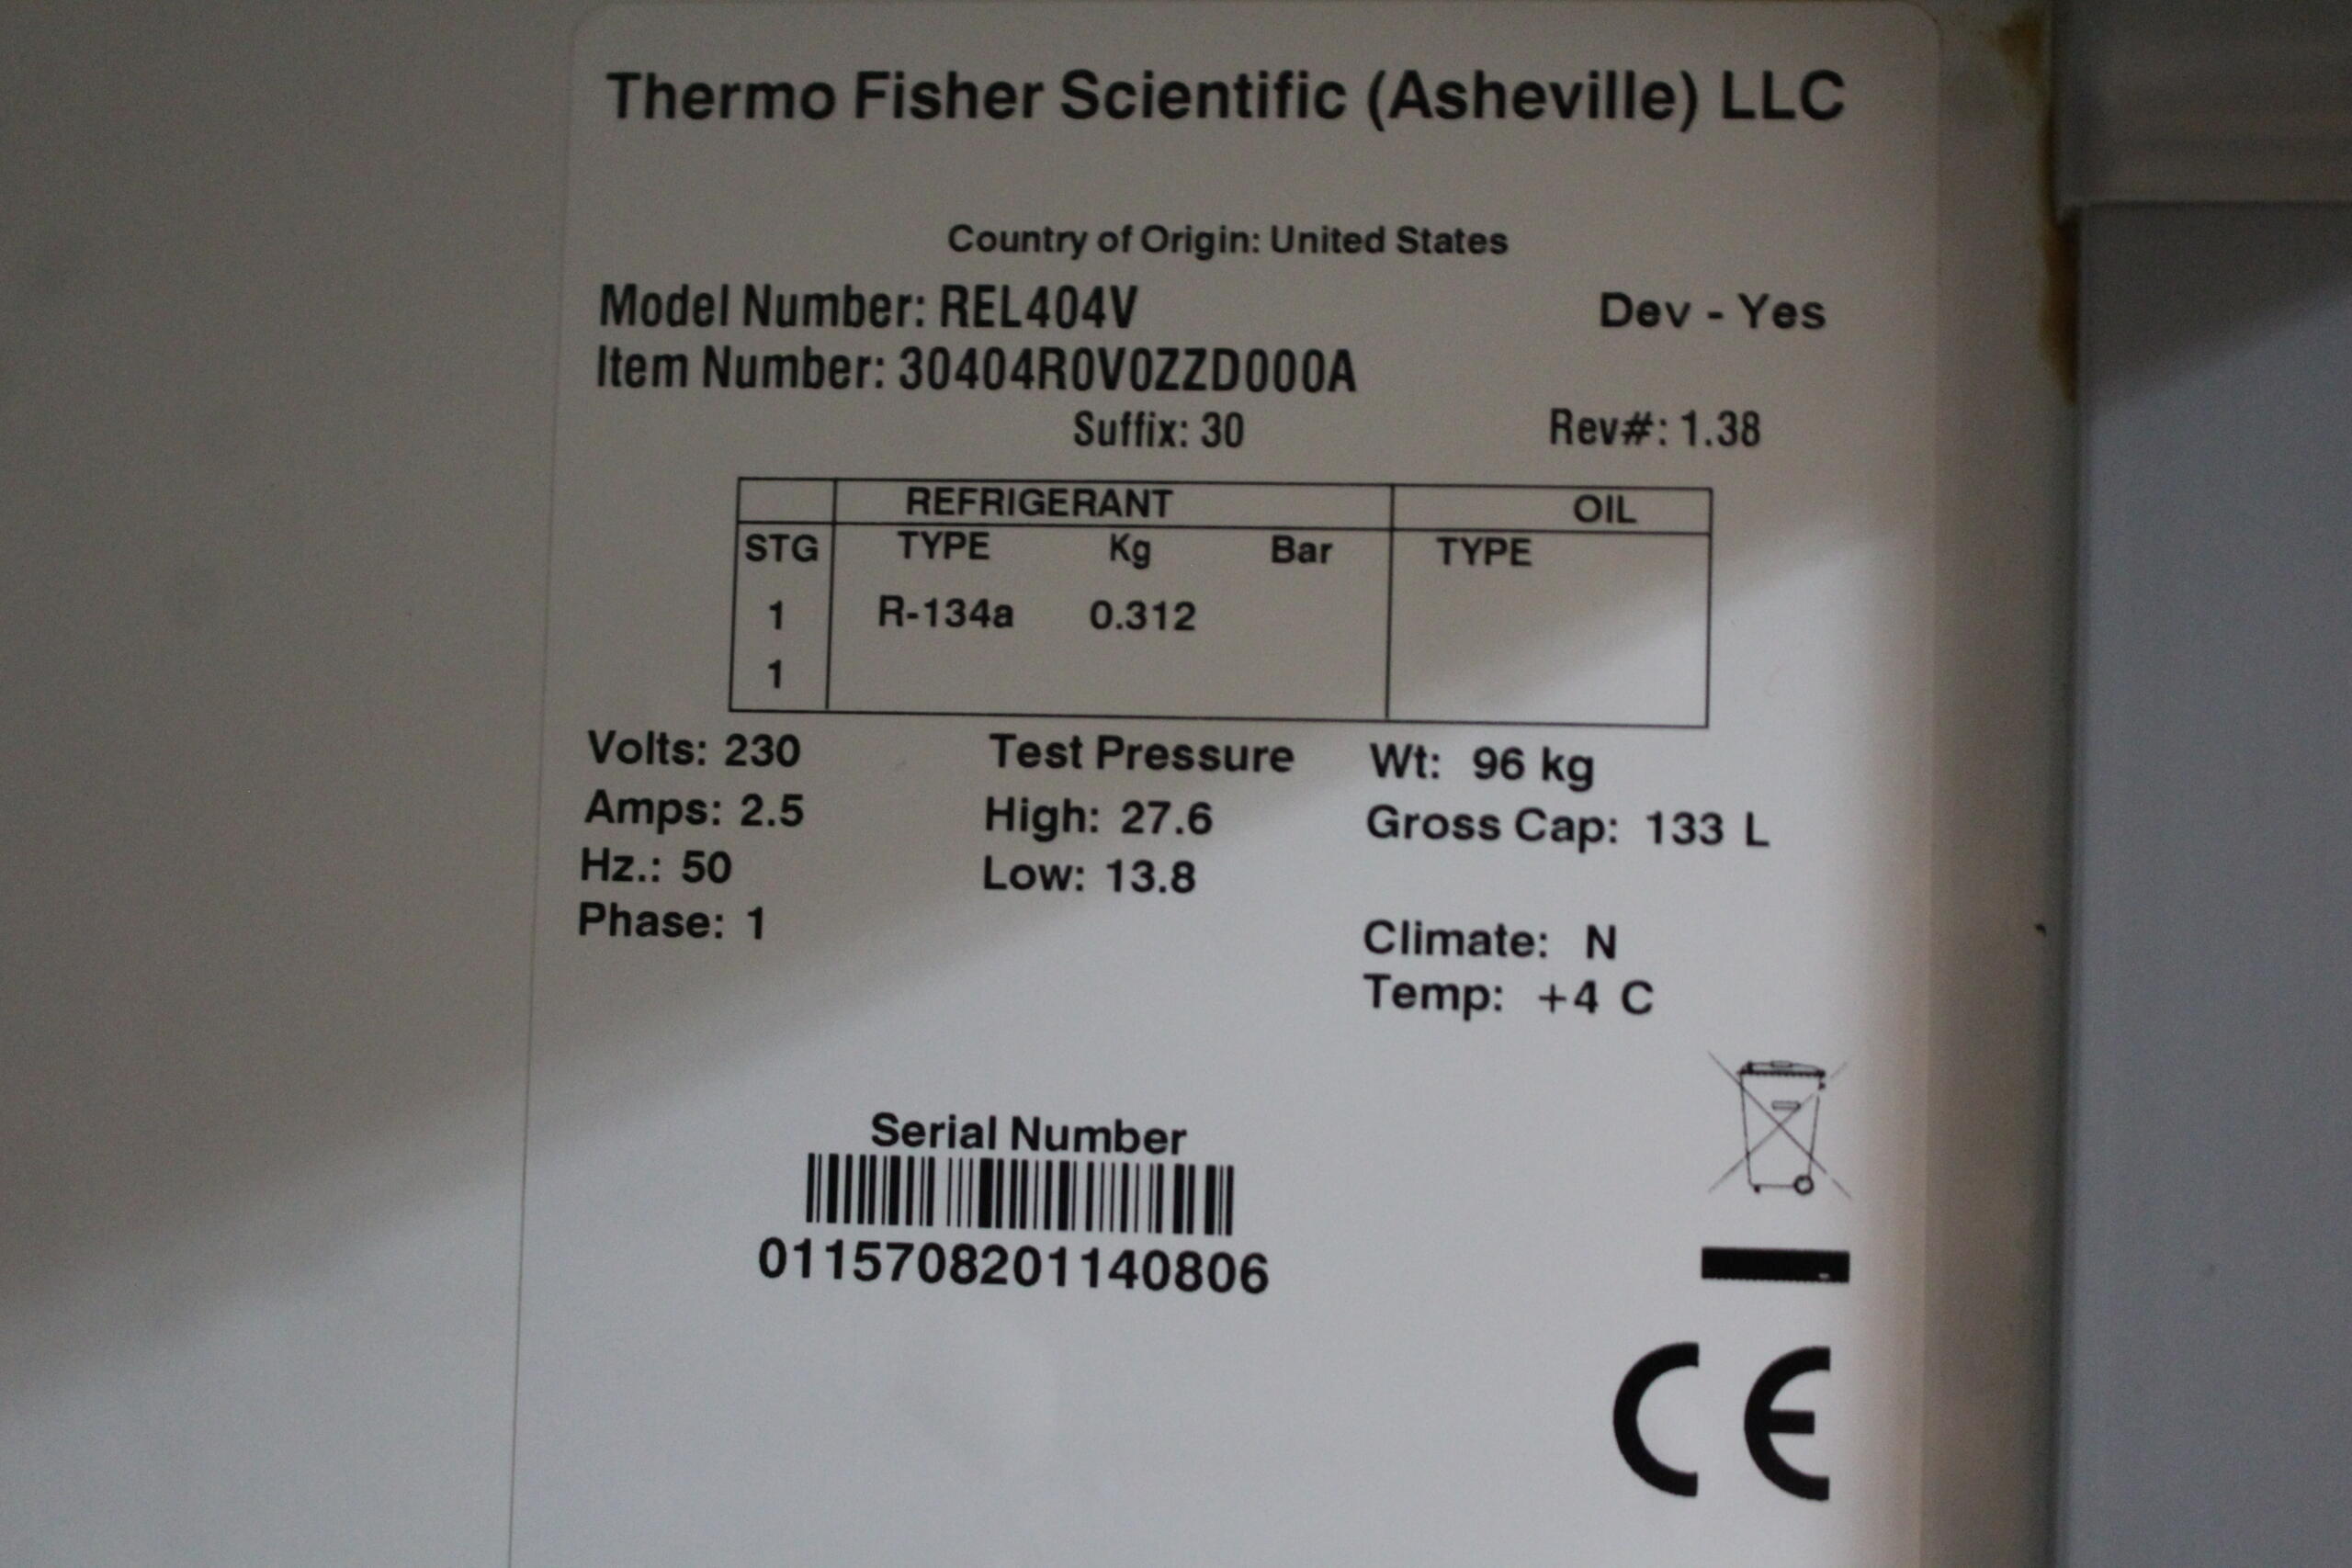 Thermo Fisher Scientific (Asheville) LLC
Country of Origin: United States
Model Number: REL404V Dev - Yes
Item Number: 30404R0V0ZZD000A
Suffix: 30 Rev#: 1.38
REFRIGERANT OIL
STG TYPE Kg Bar TYPE
1 R-134a 0.312
1
Volts: 230 Test Pressure Wt: 96 kg
Amps: 2.5 High: 27.6 Gross Cap: 133 L
Hz.: 50 Low: 13.8
Phase: 1 Climate: N
Temp: +4 C
Serial Number
0115708201140806
CE